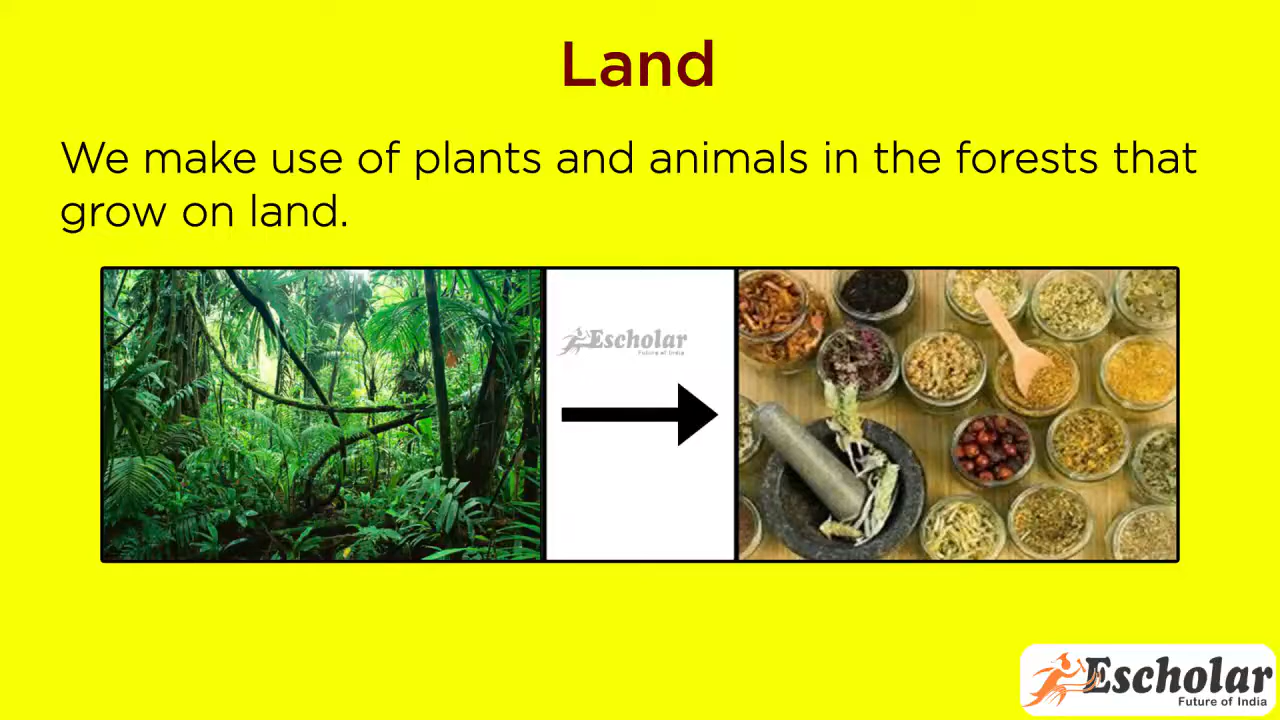 Land
We make use of plants and animals in the forests that
grow on land.
Escholar
Future of India
Escholar
Future of India